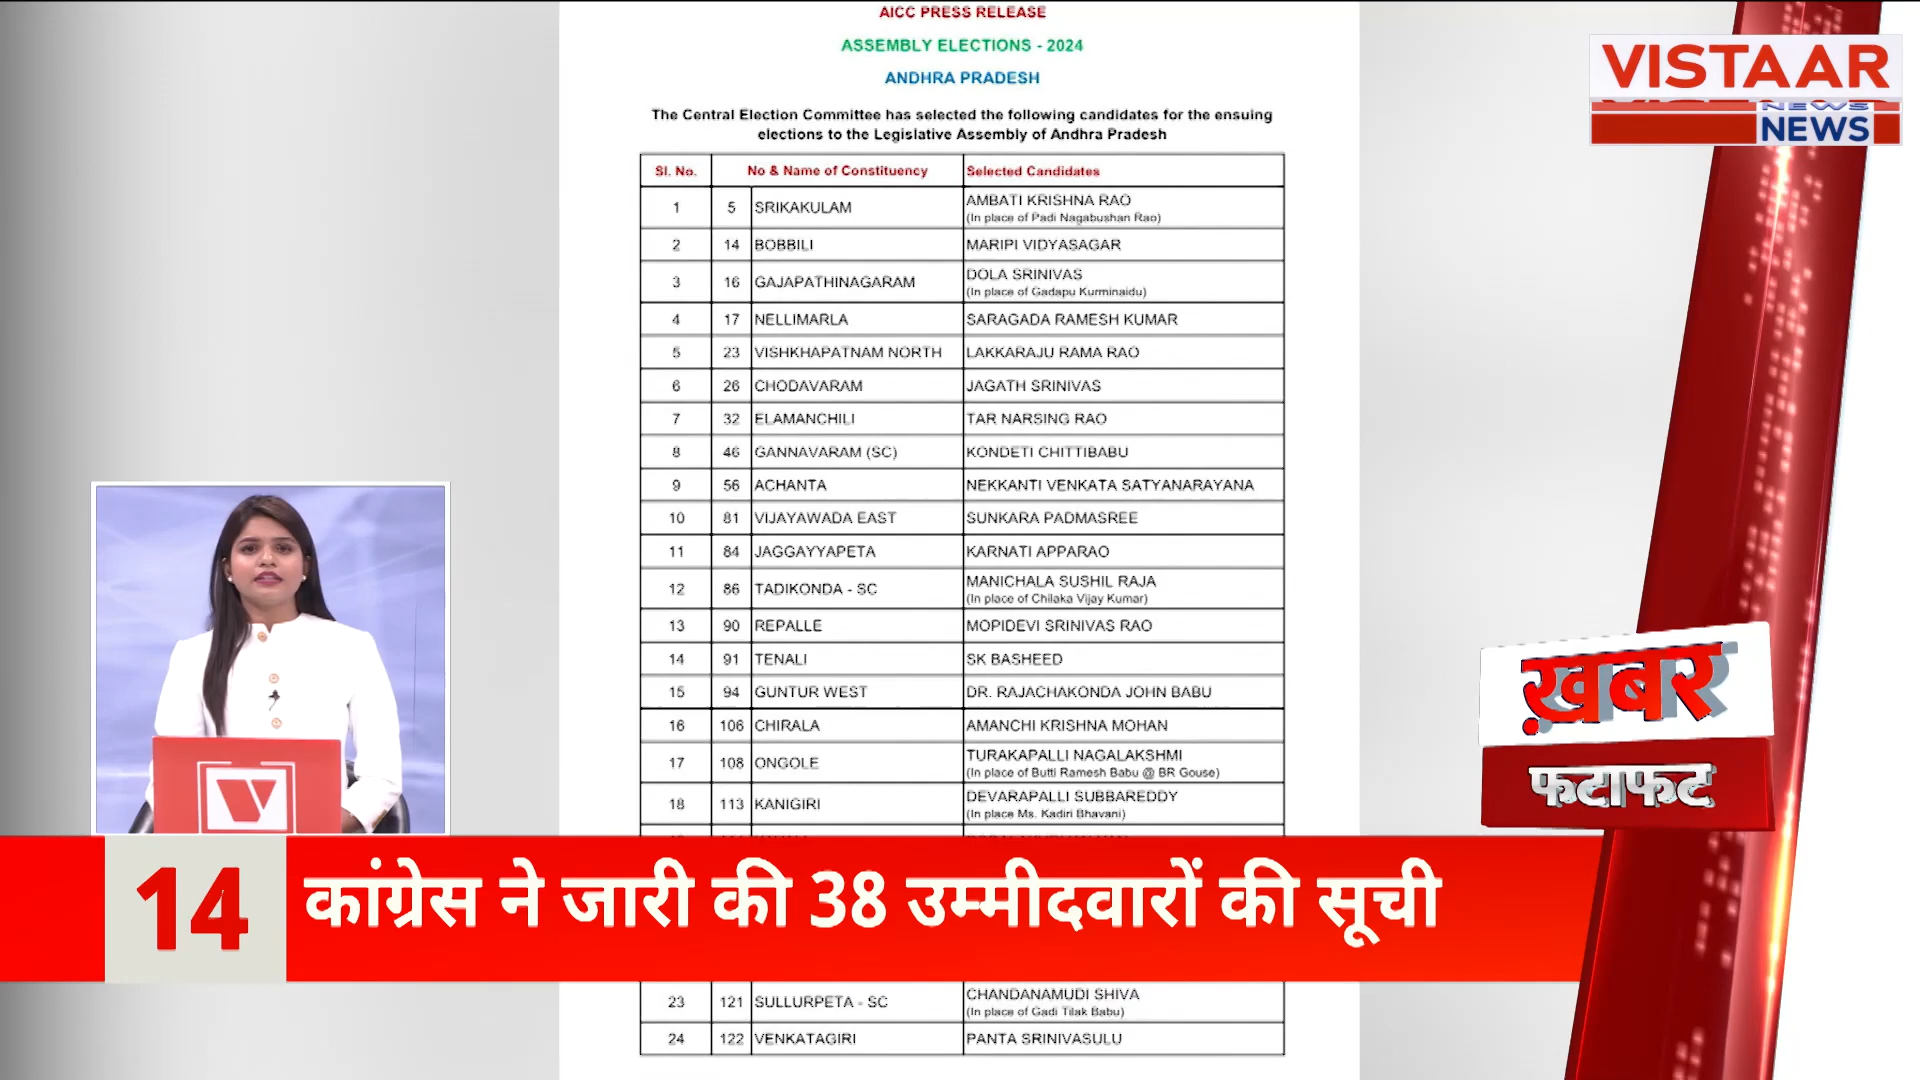 AICC PRESS RELEASE
ASSEMBLY ELECTIONS - 2024
ANDHRA PRADESH
The Central Election Committee has selected the following candidates for the ensuing
elections to the Legislative Assembly of Andhra Pradesh
Sl. No. No & Name of Constituency Selected Candidates
1 5 SRIKAKULAM AMBATI KRISHNA RAO
(In place of Padi Nagabushan Rao)
2 14 BOBBILI MARIPI VIDYASAGAR
3 16 GAJAPATHINAGARAM DOLA SRINIVAS
(In place of Gadapu Kurminaidu)
4 17 NELLIMARLA SARAGADA RAMESH KUMAR
5 23 VISHKHAPATNAM NORTH LAKKARAJU RAMA RAO
6 26 CHODAVARAM JAGATH SRINIVAS
7 32 ELAMANCHILI TAR NARSING RAO
8 46 GANNAVARAM (SC) KONDETI CHITTIBABU
9 56 ACHANTA NEKKANTI VENKATA SATYANARAYANA
10 81 VIJAYAWADA EAST SUNKARA PADMASREE
11 84 JAGGAYYAPETA KARNATI APPARAO
12 86 TADIKONDA - SC MANICHALA SUSHIL RAJA
(In place of Chilaka Vijay Kumar)
13 90 REPALLE MOPIDEVI SRINIVAS RAO
14 91 TENALI SK BASHEED
15 94 GUNTUR WEST DR. RAJACHAKONDA JOHN BABU
16 106 CHIRALA AMANCHI KRISHNA MOHAN
17 108 ONGOLE TURAKAPALLI NAGALAKSHMI
(In place of Butti Ramesh Babu @ BR Gouse)
18 113 KANIGIRI DEVARAPALLI SUBBAREDDY
(In place Ms. Kadiri Bhavani)
23 121 SULLURPETA - SC CHANDANAMUDI SHIVA
(In place of Gadi Tilak Babu)
24 122 VENKATAGIRI PANTA SRINIVASULU
VISTAAR
NEWS
ख़बर
फटाफट
14 कांग्रेस ने जारी की 38 उम्मीदवारों की सूची